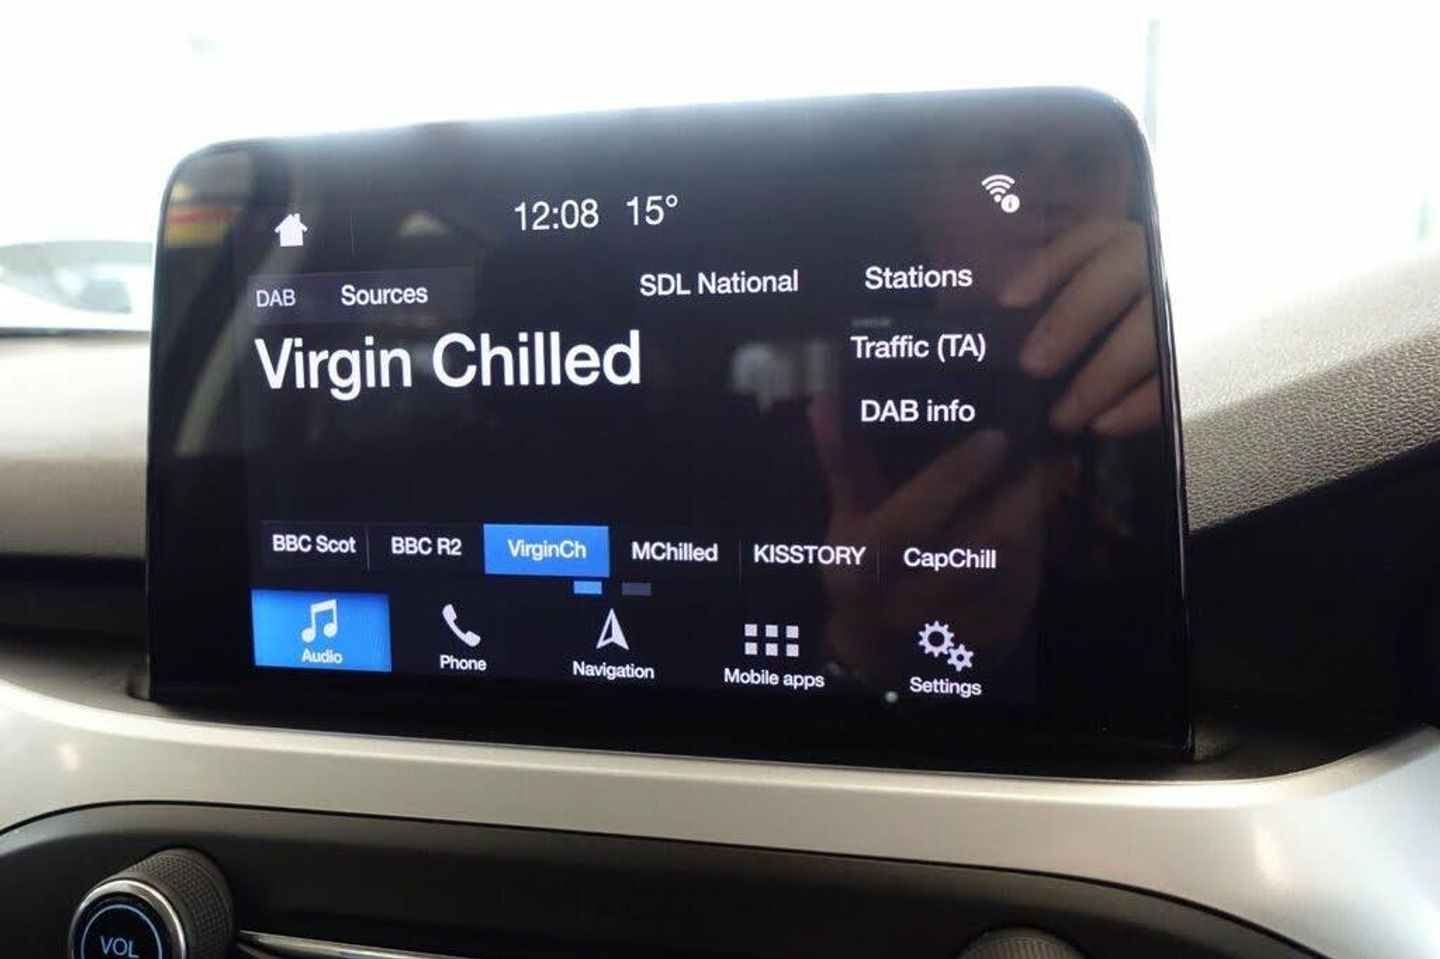 12:08 15°
DAB Sources SDL National Stations
Virgin Chilled
Traffic (TA)
DAB info
BBC Scot BBC R2 VirginCh MChilled KISSTORY CapChill
Audio Phone Navigation Mobile apps Settings
VOL